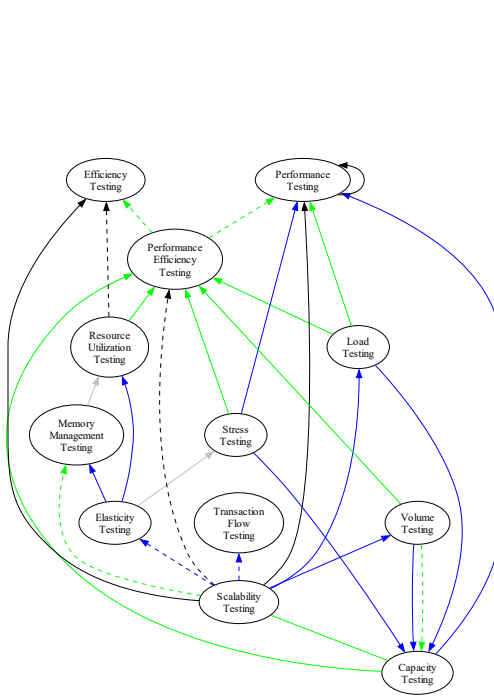 Efficiency
Testing
Performance
Testing
Performance
Efficiency
Testing
Resource
Utilization
Testing
Load
Testing
Memory
Management
Testing
Stress
Testing
Elasticity
Testing
Transaction
Flow
Testing
Volume
Testing
Scalability
Testing
Capacity
Testing